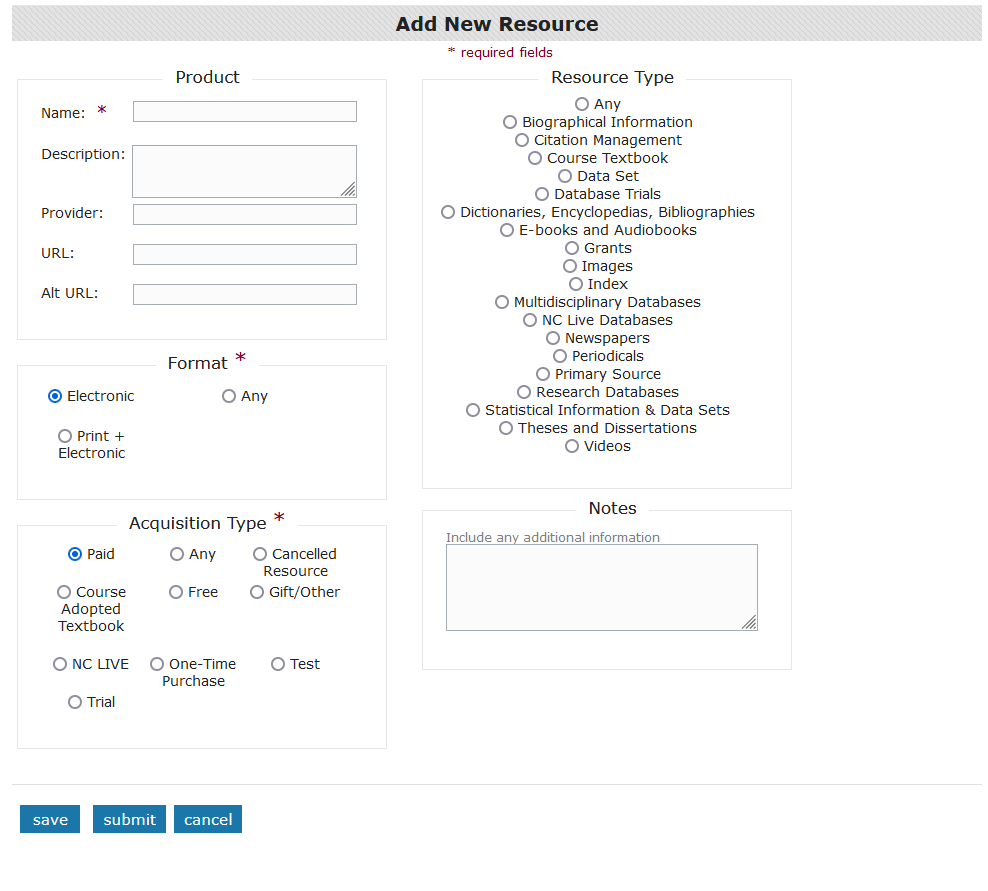 Add New Resource
* required fields
Product
Name: *
Description:
Provider:
URL:
Alt URL:
Format *
Electronic
Any
Print +
Electronic
Acquisition Type *
Paid
Any
Cancelled
Resource
Course
Adopted
Textbook
Free
Gift/Other
NC LIVE
One-Time
Purchase
Test
Trial
Resource Type
Any
Biographical Information
Citation Management
Course Textbook
Data Set
Database Trials
Dictionaries, Encyclopedias, Bibliographies
E-books and Audiobooks
Grants
Images
Index
Multidisciplinary Databases
NC Live Databases
Newspapers
Periodicals
Primary Source
Research Databases
Statistical Information & Data Sets
Theses and Dissertations
Videos
Notes
Include any additional information
save
submit
cancel